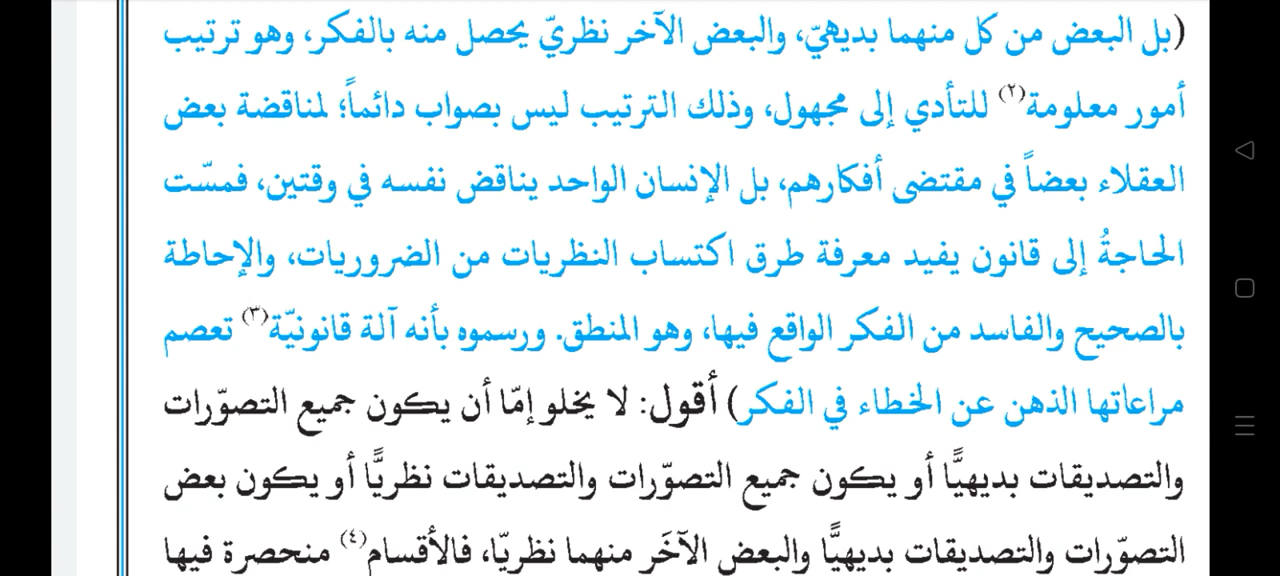 (بل البعض من كل منهما بديهيّ، والبعض الآخر نظريّ يحصل منه بالفكر، وهو ترتيب
أمور معلومة(٢) للتأدي إلى مجهول، وذلك الترتيب ليس بصواب دائماً؛ لمناقضة بعض
العقلاء بعضاً في مقتضى أفكارهم، بل الإنسان الواحد يناقض نفسه في وقتين، فمسّت
الحاجةُ إلى قانون يفيد معرفة طرق اكتساب النظريات من الضروريات، والإحاطة
بالصحيح والفاسد من الفكر الواقع فيها، وهو المنطق. ورسموه بأنه آلة قانونيّة(٣) تعصم
مراعاتها الذهن عن الخطاء في الفكر) أقول: لا يخلو إمّا أن يكون جميع التصوّرات
والتصديقات بديهيًّا أو يكون جميع التصوّرات والتصديقات نظريًّا أو يكون بعض
التصوّرات والتصديقات بديهيًّا والبعض الآخَر منهما نظريّا، فالأقسام(٤) منحصرة فيها